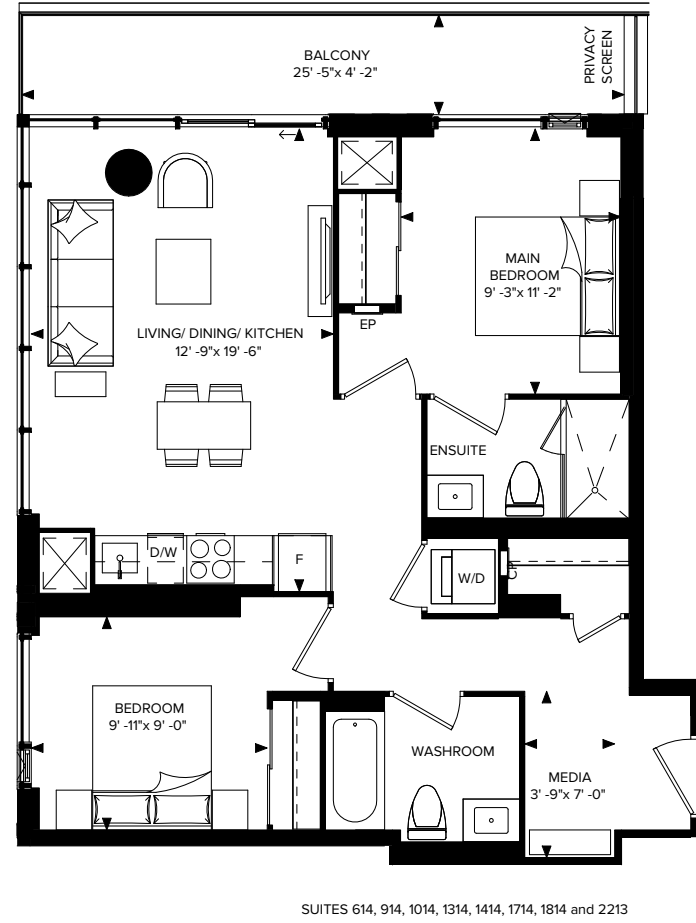 BALCONY
25' -5"x 4' -2"
PRIVACY
SCREEN
MAIN
BEDROOM
9' -3"x 11' -2"
EP
LIVING/ DINING/ KITCHEN
12' -9"x 19' -6"
ENSUITE
D/W
F
W/D
BEDROOM
9' -11"x 9' -0"
WASHROOM
MEDIA
3' -9"x 7' -0"
SUITES 614, 914, 1014, 1314, 1414, 1714, 1814 and 2213